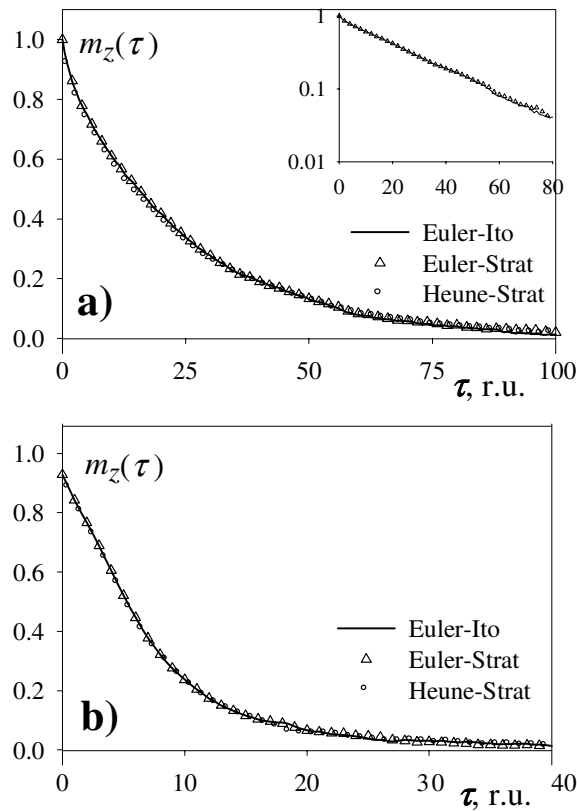 m_z(τ)
1.0
0.8
0.6
0.4
0.2
0.0
1
0.1
0.01
0 20 40 60 80
Euler-Ito
Euler-Strat
Heune-Strat
a)
0 25 50 75 100
τ, r.u.
m_z(τ)
1.0
0.8
0.6
0.4
0.2
0.0
Euler-Ito
Euler-Strat
Heune-Strat
b)
0 10 20 30 40
τ, r.u.